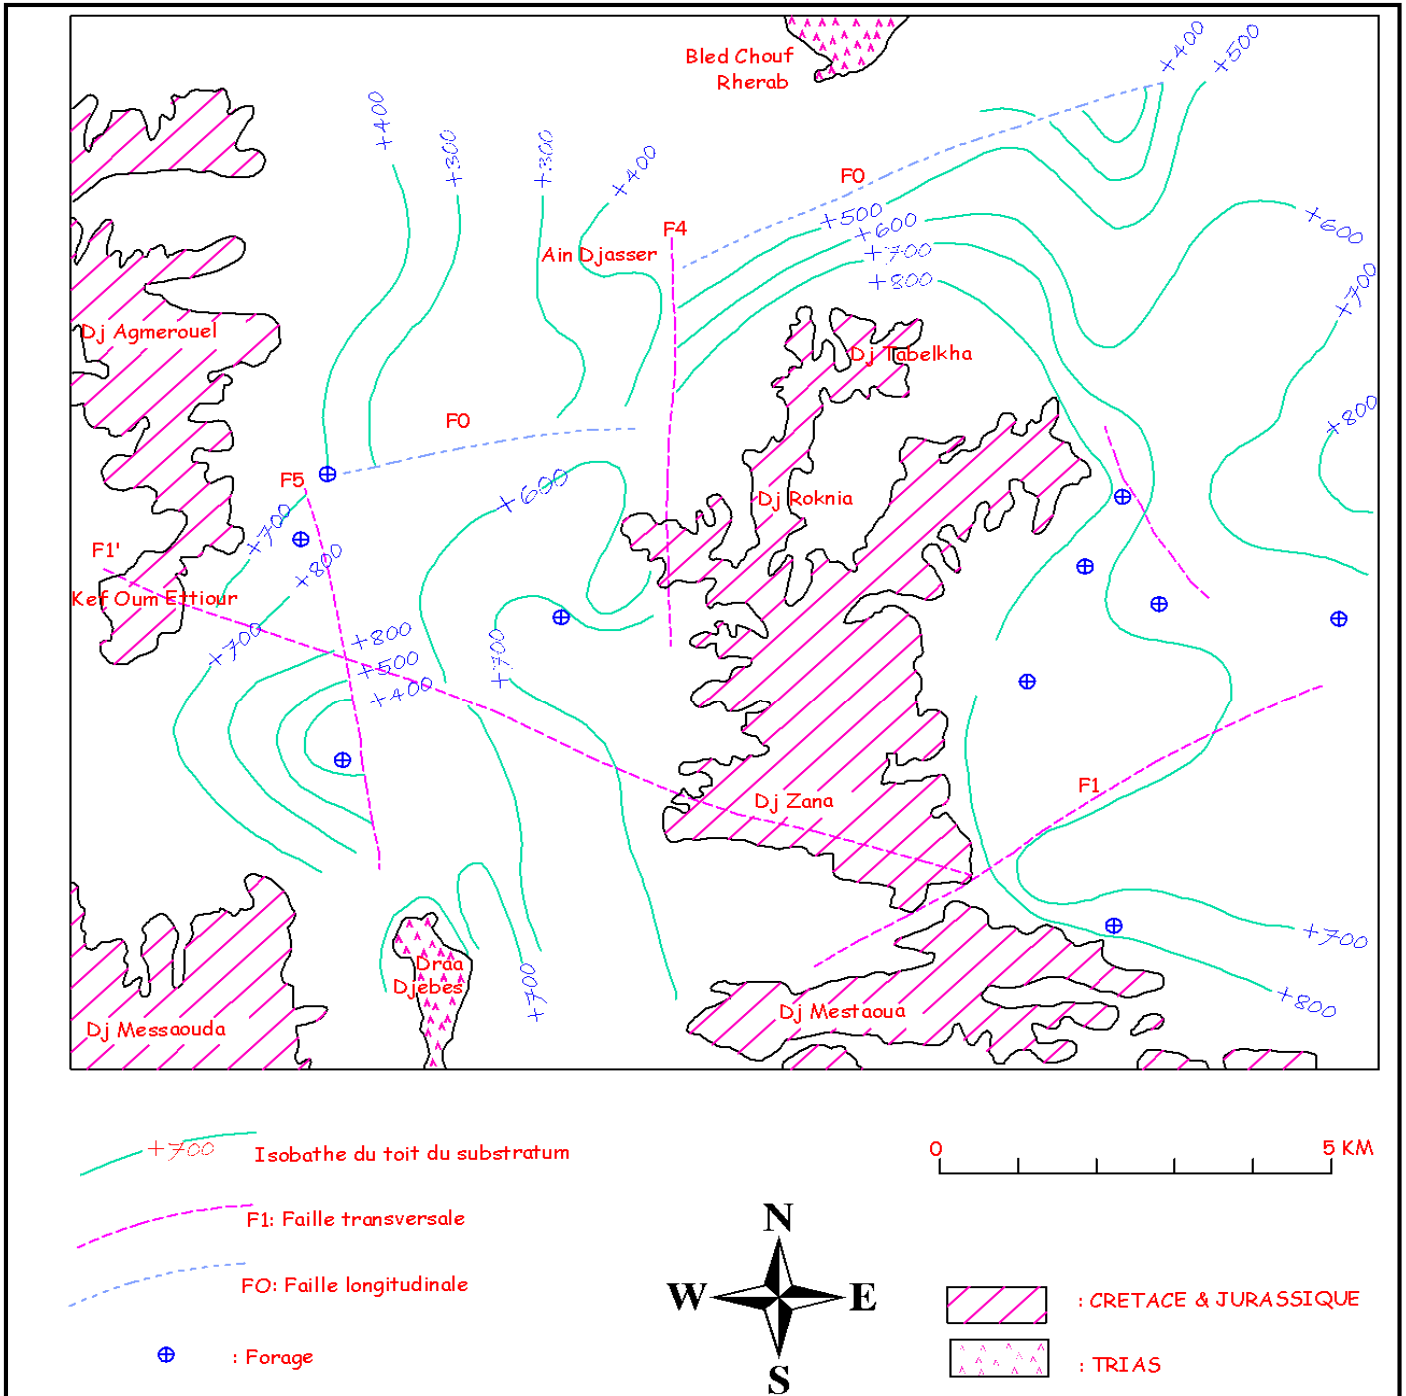 Bled Chouf
Rherab
+400
+500
+400
+300
+300
+400
F0
F4
+500
+600
+700
+800
+600
+700
+800
Ain Djasser
Dj Agmerouel
Dj Tabelkha
F0
F5
+600
Dj Roknia
+700
F1'
+800
Kef Oum Ettiour
+700
+800
+500
+400
+700
Dj Zana
F1
+700
+800
Draa
Djebes
+700
Dj Messaouda
Dj Mestaoua
+700
Isobathe du toit du substratum
F1: Faille transversale
FO: Faille longitudinale
: Forage
0
5 KM
N
W
E
S
: CRETACE & JURASSIQUE
: TRIAS